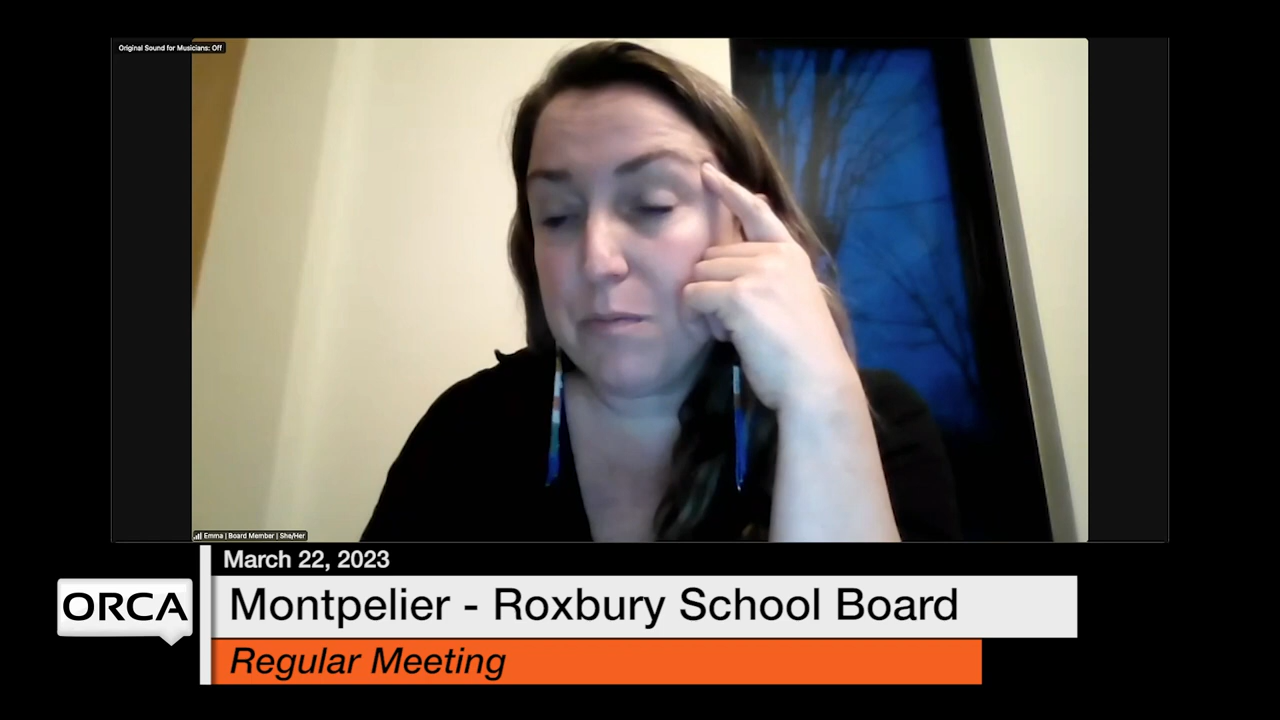 Original Sound for Musicians: Off
Emma | Board Member | She/Her
March 22, 2023
ORCA
Montpelier - Roxbury School Board
Regular Meeting